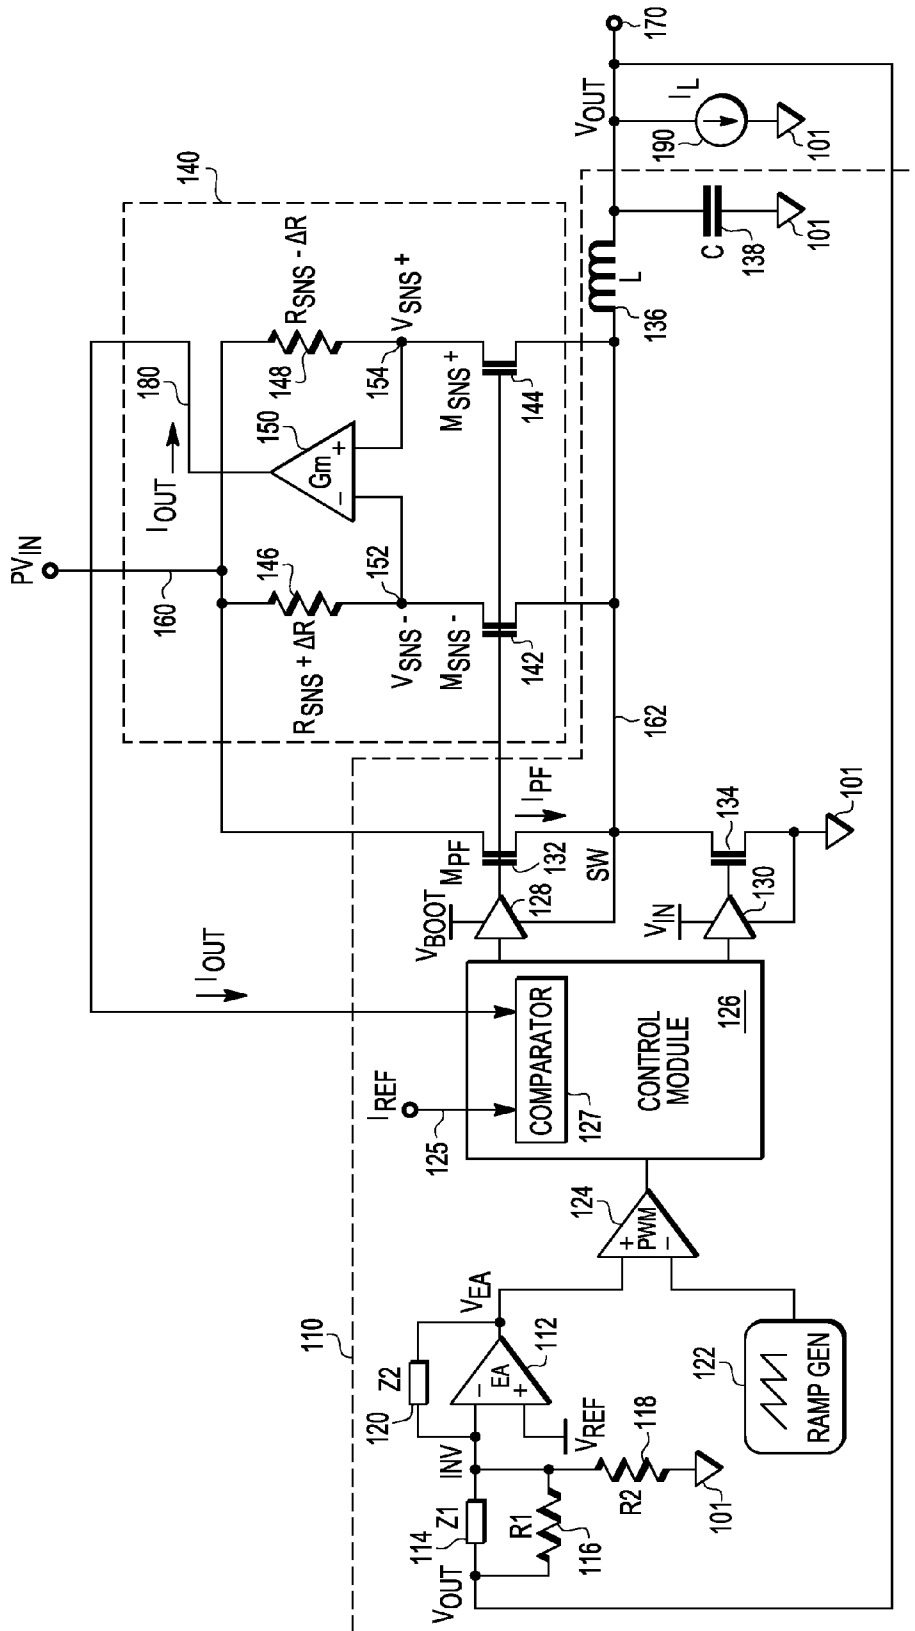 PVIN
160
IOUT
180
140
RSNS + ΔR
146
150
Gm
−
+
148
RSNS - ΔR
152
VSNS -
154
VSNS +
MSNS -
142
MSNS +
144
IOUT
IREF
125
COMPARATOR
127
CONTROL
MODULE
126
VBOOT
128
MPF
132
IPF
SW
162
VIN
130
134
101
136
L
C
138
101
VOUT
IL
190
101
170
110
VOUT
114
Z1
R1
116
INV
Z2
120
EA
−
+
112
VEA
VREF
R2
118
101
124
PWM
+
−
122
RAMP GEN